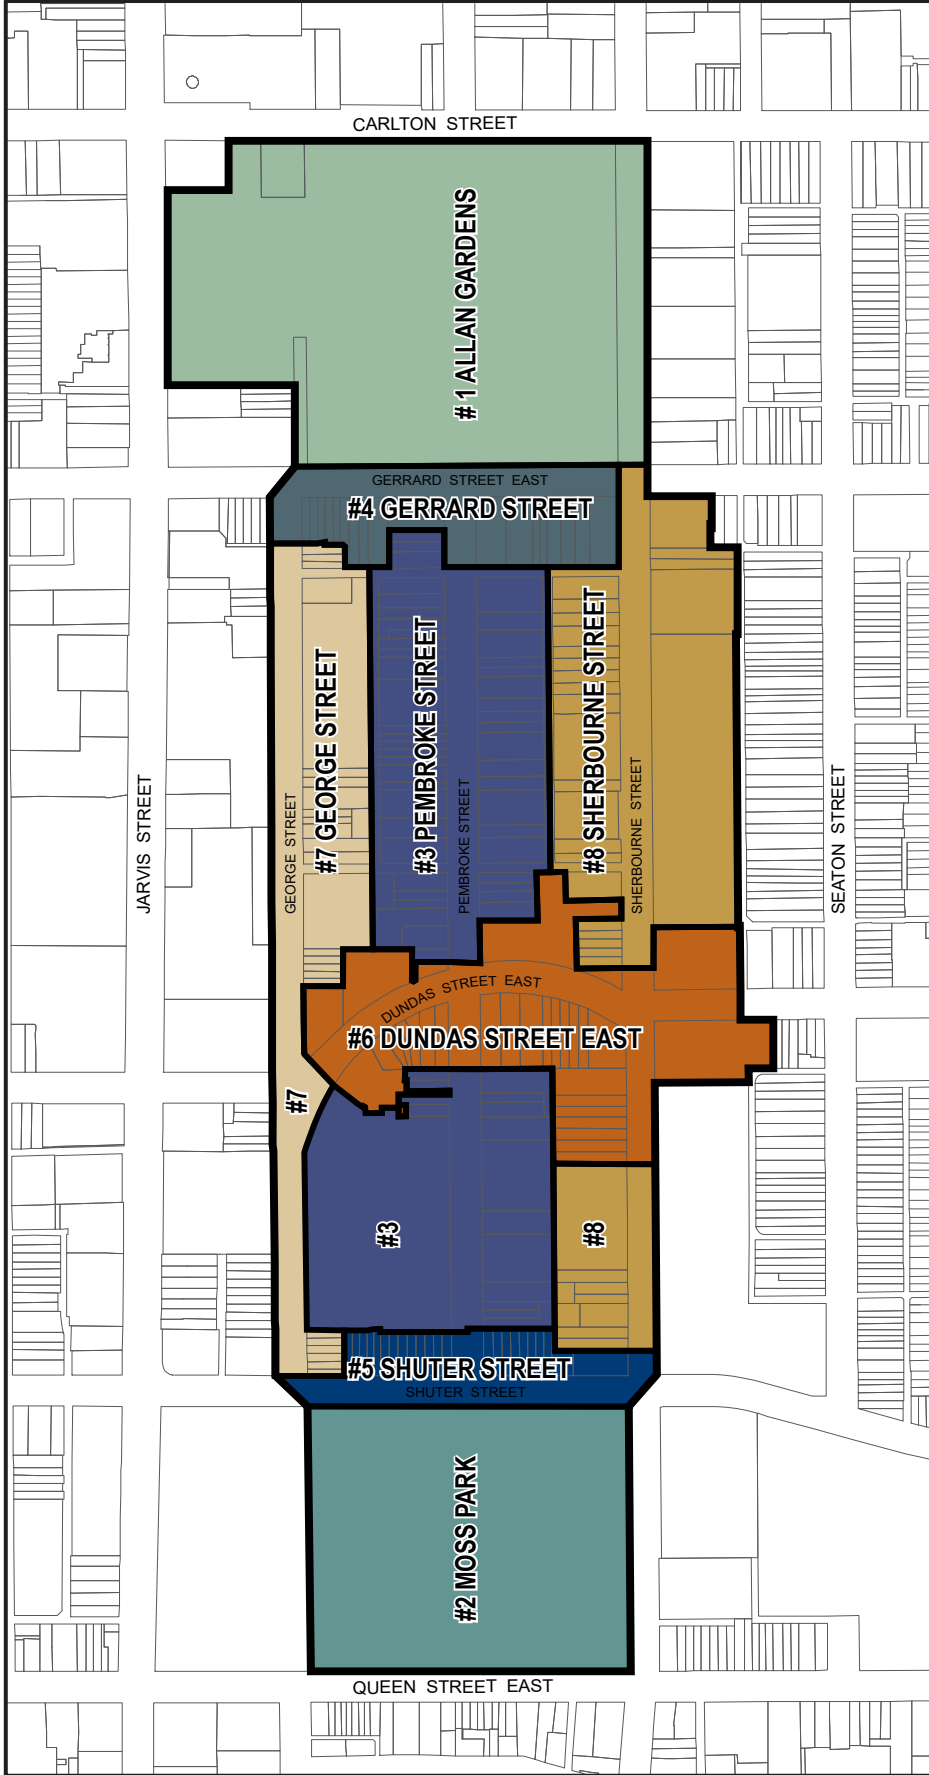 CARLTON STREET
# 1 ALLAN GARDENS
GERRARD STREET EAST
#4 GERRARD STREET
#7 GEORGE STREET
#3 PEMBROKE STREET
#8 SHERBOURNE STREET
JARVIS STREET
GEORGE STREET
PEMBROKE STREET
SHERBOURNE STREET
SEATON STREET
DUNDAS STREET EAST
#6 DUNDAS STREET EAST
#7
#3
#8
#5 SHUTER STREET
SHUTER STREET
#2 MOSS PARK
QUEEN STREET EAST